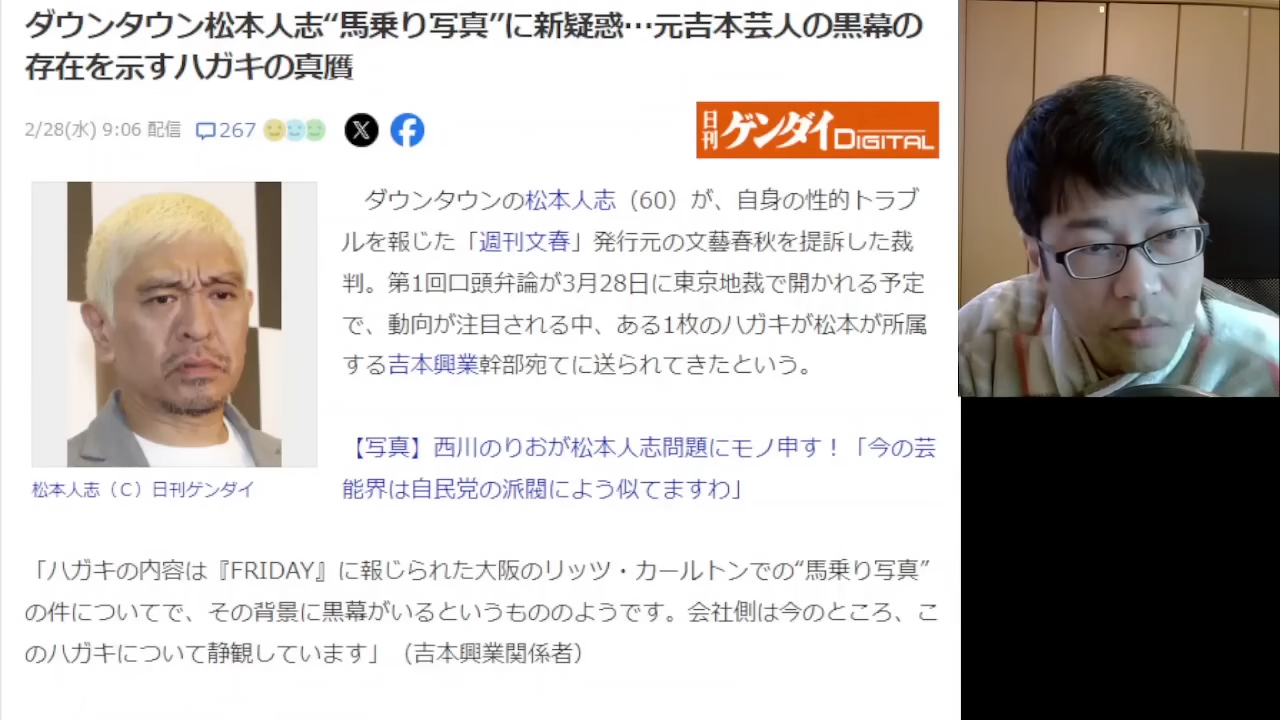 ダウンタウン松本人志“馬乗り写真”に新疑惑…元吉本芸人の黒幕の
存在を示すハガキの真贋
2/28(水) 9:06 配信 267
日刊ゲンダイDIGITAL
ダウンタウンの松本人志（60）が、自身の性的トラブ
ルを報じた「週刊文春」発行元の文藝春秋を提訴した裁
判。第1回口頭弁論が3月28日に東京地裁で開かれる予定
で、動向が注目される中、ある1枚のハガキが松本が所属
する吉本興業幹部宛てに送られてきたという。
【写真】西川のりおが松本人志問題にモノ申す！「今の芸
能界は自民党の派閥によう似てますわ」
松本人志（C）日刊ゲンダイ
「ハガキの内容は『FRIDAY』に報じられた大阪のリッツ・カールトンでの“馬乗り写真”
の件についてで、その背景に黒幕がいるというもののようです。会社側は今のところ、こ
のハガキについて静観しています」（吉本興業関係者）